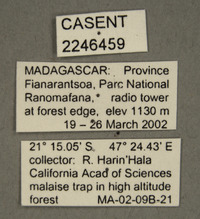 CASENT
2246459
MADAGASCAR: Province
Fianarantsoa, Parc National
Ranomafana,* radio tower
at forest edge, elev 1130 m
19 – 26 March 2002
21° 15.05' S, 47° 24.43' E
collector: R. Harin'Hala
California Acad of Sciences
malaise trap in high altitude
forest MA-02-09B-21